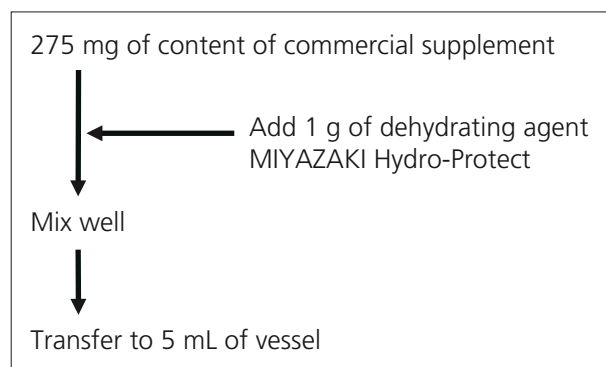 275 mg of content of commercial supplement
Add 1 g of dehydrating agent
MIYAZAKI Hydro-Protect
Mix well
Transfer to 5 mL of vessel